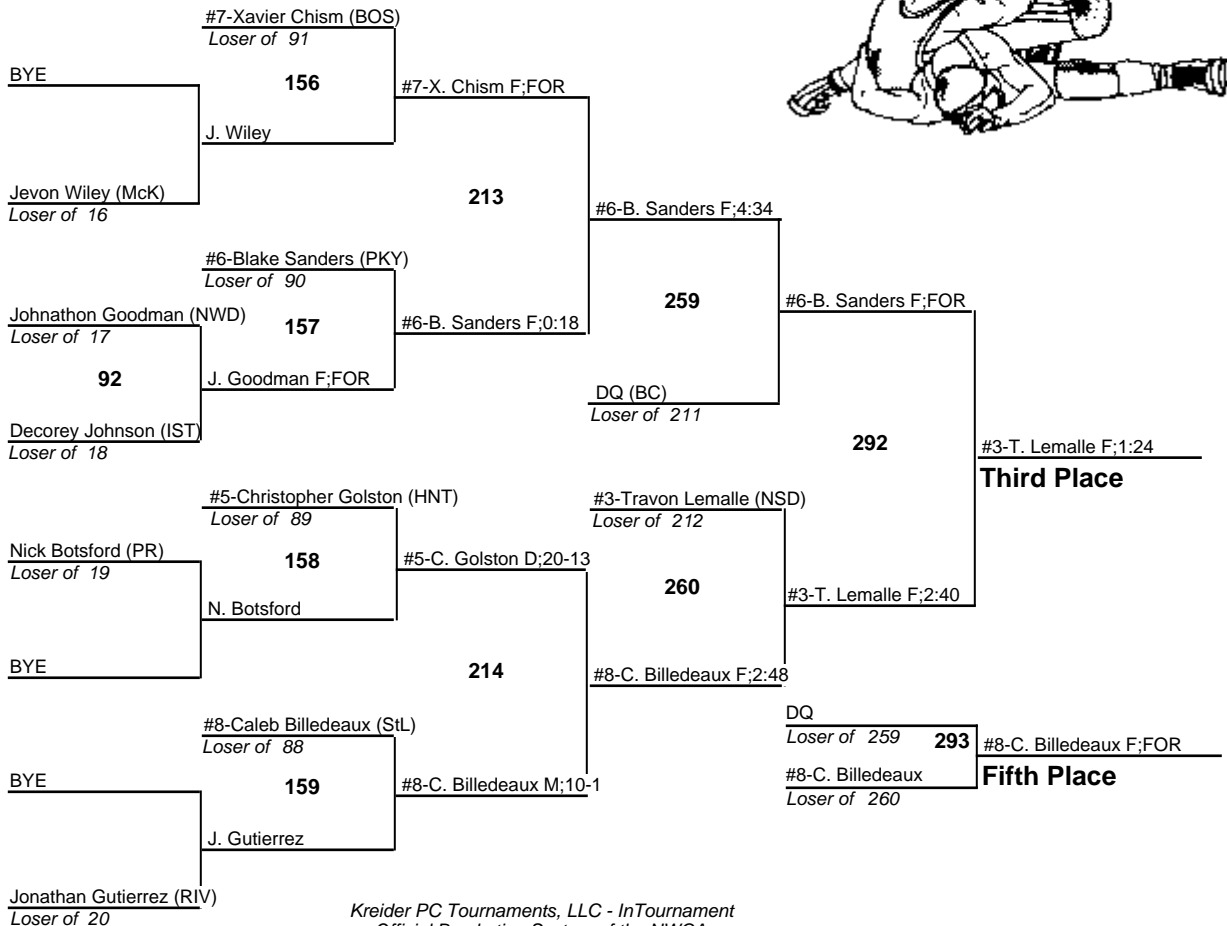 #7-Xavier Chism (BOS)
Loser of 91
BYE
156
#7-X. Chism F;FOR
J. Wiley
Jevon Wiley (McK)
Loser of 16
213
#6-B. Sanders F;4:34
#6-Blake Sanders (PKY)
Loser of 90
Johnathon Goodman (NWD)
Loser of 17
157
#6-B. Sanders F;0:18
259
#6-B. Sanders F;FOR
92
J. Goodman F;FOR
DQ (BC)
Loser of 211
Decorey Johnson (IST)
Loser of 18
292
#3-T. Lemalle F;1:24
Third Place
#5-Christopher Golston (HNT)
Loser of 89
#3-Travon Lemalle (NSD)
Loser of 212
Nick Botsford (PR)
Loser of 19
158
#5-C. Golston D;20-13
260
#3-T. Lemalle F;2:40
N. Botsford
BYE
214
#8-C. Billedeaux F;2:48
#8-Caleb Billedeaux (StL)
Loser of 88
DQ
Loser of 259
293
#8-C. Billedeaux F;FOR
Fifth Place
BYE
159
#8-C. Billedeaux M;10-1
#8-C. Billedeaux
Loser of 260
J. Gutierrez
Jonathan Gutierrez (RIV)
Loser of 20
Kreider PC Tournaments, LLC - InTournament